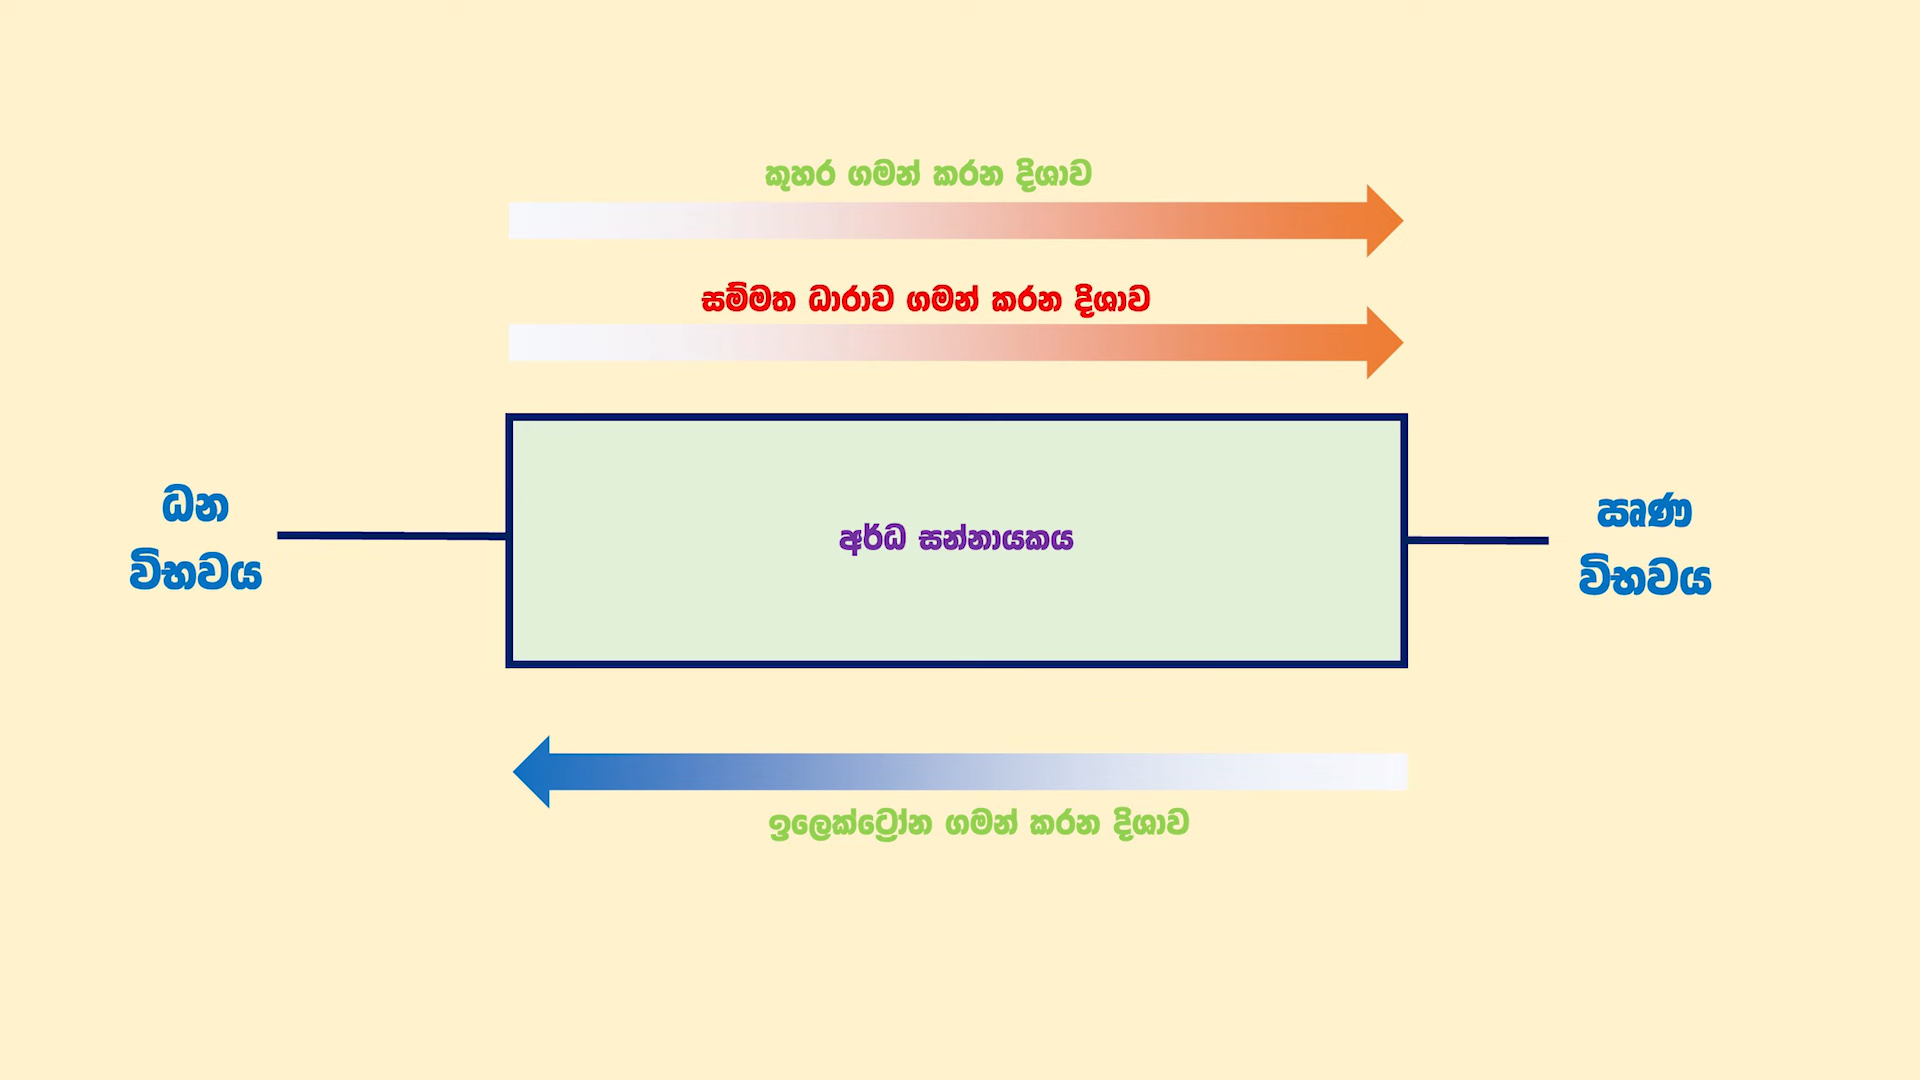 කුහර ගමන් කරන දිශාව
සම්මත ධාරාව ගමන් කරන දිශාව
ධන
විභවය
අර්ධ සන්නායකය
සෘණ
විභවය
ඉලෙක්ට්‍රෝන ගමන් කරන දිශාව